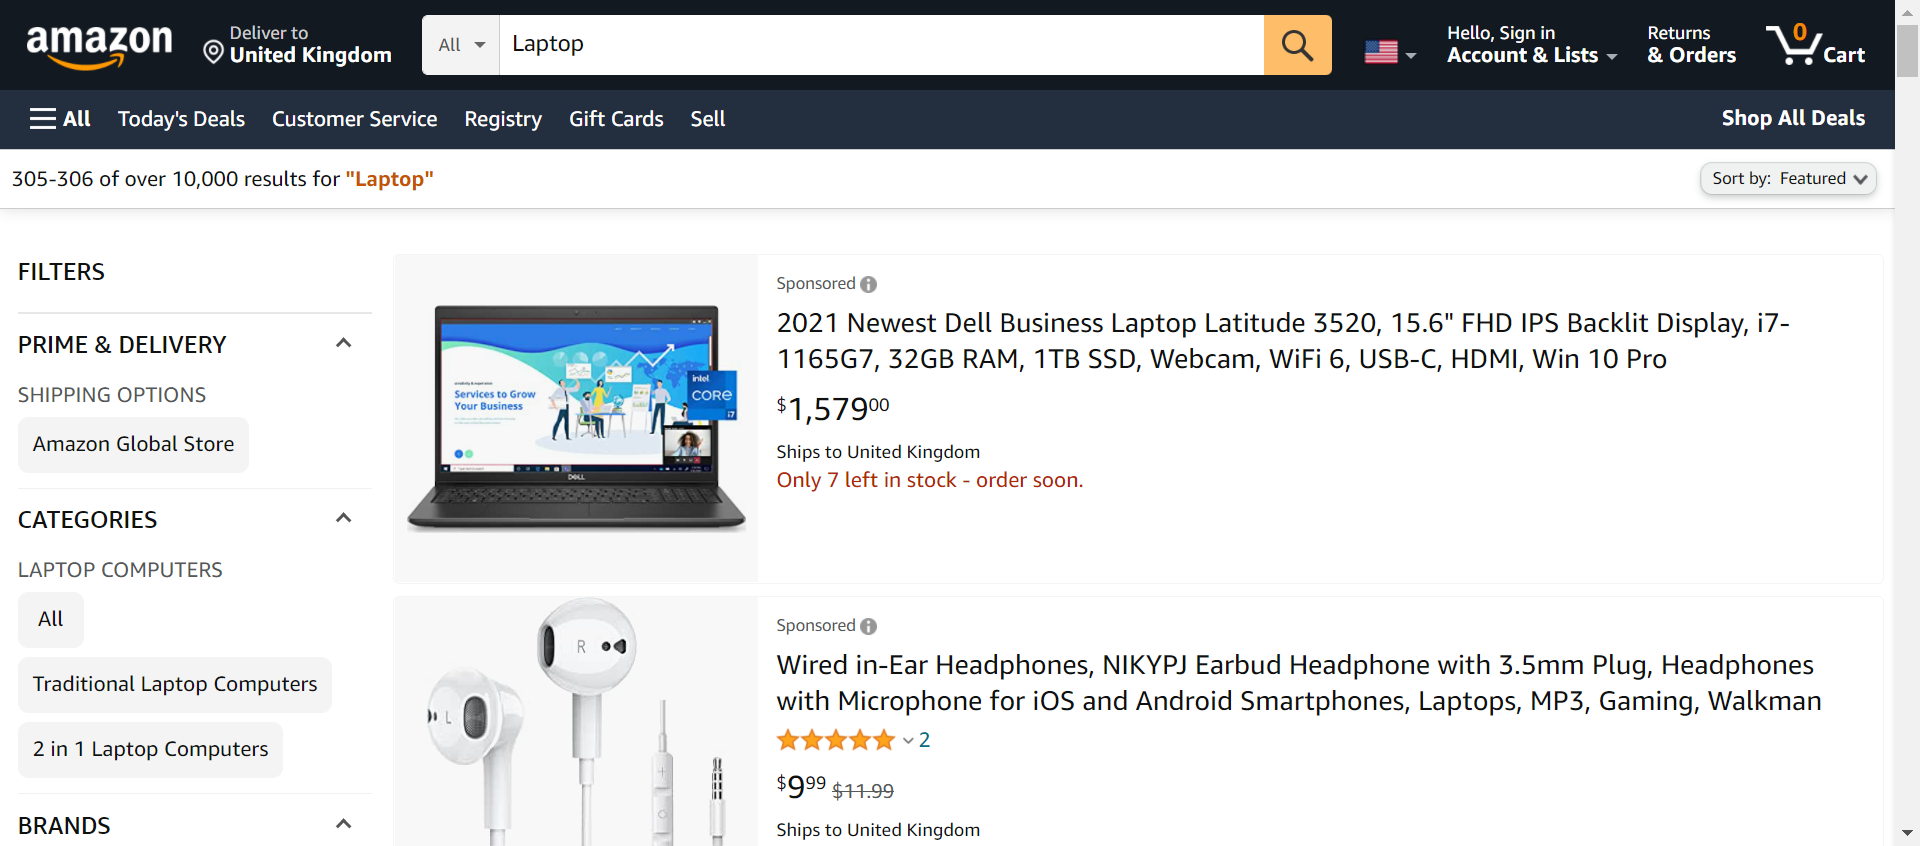 amazon
Deliver to
United Kingdom
All
Laptop
Hello, Sign in
Account & Lists
Returns
& Orders
0
Cart
All
Today's Deals
Customer Service
Registry
Gift Cards
Sell
Shop All Deals
305-306 of over 10,000 results for "Laptop"
Sort by: Featured
FILTERS
PRIME & DELIVERY
SHIPPING OPTIONS
Amazon Global Store
CATEGORIES
LAPTOP COMPUTERS
All
Traditional Laptop Computers
2 in 1 Laptop Computers
BRANDS
Services to Grow
Your Business
intel
CORE
i7
DELL
Sponsored
2021 Newest Dell Business Laptop Latitude 3520, 15.6" FHD IPS Backlit Display, i7-
1165G7, 32GB RAM, 1TB SSD, Webcam, WiFi 6, USB-C, HDMI, Win 10 Pro
$1,57900
Ships to United Kingdom
Only 7 left in stock - order soon.
R
L
Sponsored
Wired in-Ear Headphones, NIKYPJ Earbud Headphone with 3.5mm Plug, Headphones
with Microphone for iOS and Android Smartphones, Laptops, MP3, Gaming, Walkman
2
$999 $11.99
Ships to United Kingdom